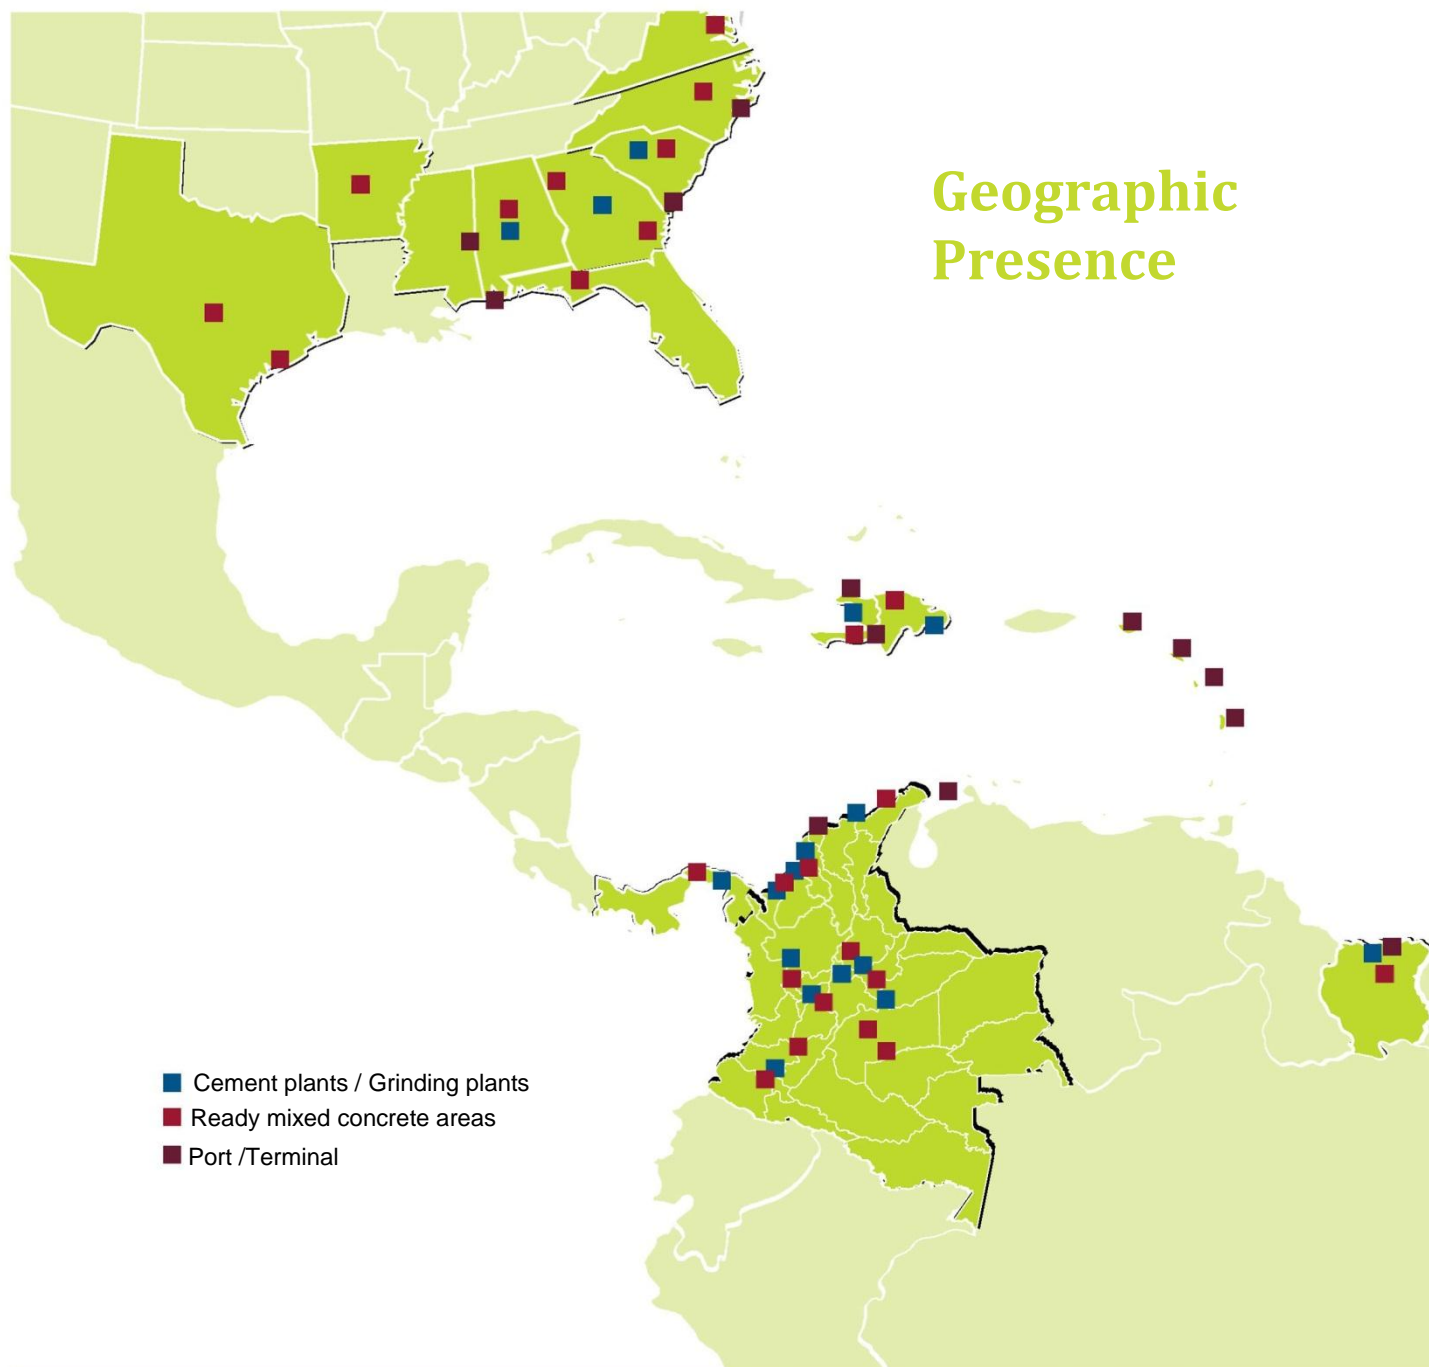 Geographic
Presence
Cement plants / Grinding plants
Ready mixed concrete areas
Port /Terminal